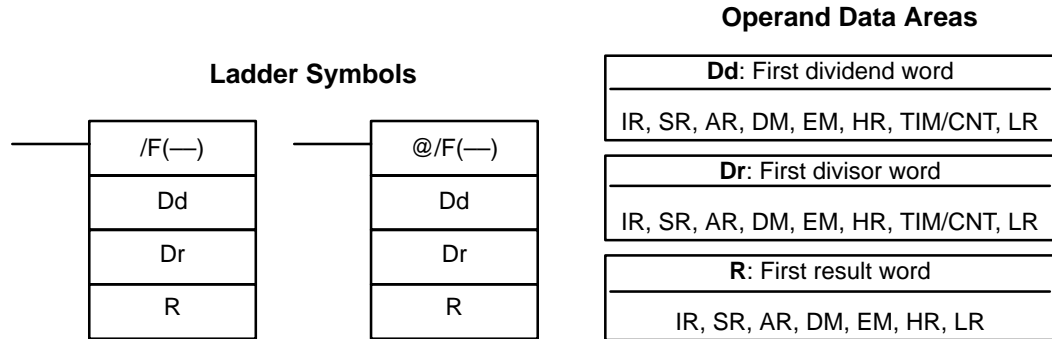 Operand Data Areas
Ladder Symbols
/F(—)
Dd
Dr
R
@/F(—)
Dd
Dr
R
Dd: First dividend word
IR, SR, AR, DM, EM, HR, TIM/CNT, LR
Dr: First divisor word
IR, SR, AR, DM, EM, HR, TIM/CNT, LR
R: First result word
IR, SR, AR, DM, EM, HR, LR